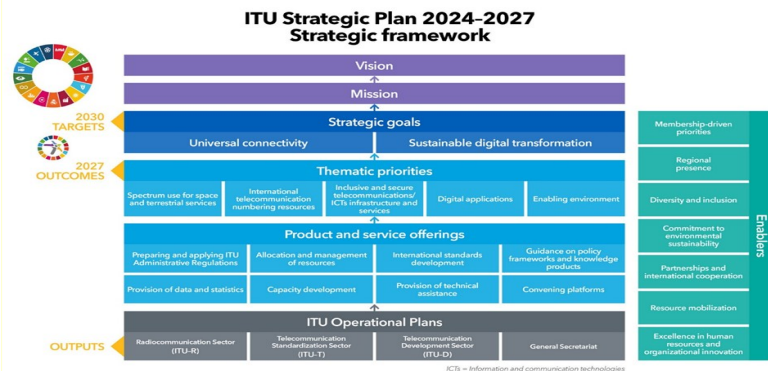 ITU Strategic Plan 2024–2027
Strategic framework
Vision
Mission
2030
TARGETS
Strategic goals
Universal connectivity
Sustainable digital transformation
2027
OUTCOMES
Thematic priorities
Spectrum use for space
and terrestrial services
International
telecommunication
numbering resources
Inclusive and secure
telecommunications/
ICTs infrastructure and
services
Digital applications
Enabling environment
Product and service offerings
Preparing and applying ITU
Administrative Regulations
Allocation and management
of resources
International standards
development
Guidance on policy
frameworks and knowledge
products
Provision of data and statistics
Capacity development
Provision of technical
assistance
Convening platforms
ITU Operational Plans
OUTPUTS
Radiocommunication Sector
(ITU-R)
Telecommunication
Standardization Sector
(ITU-T)
Telecommunication
Development Sector
(ITU-D)
General Secretariat
Membership-driven
priorities
Regional
presence
Diversity and inclusion
Commitment to
environmental
sustainability
Partnerships and
international cooperation
Resource mobilization
Excellence in human
resources and
organizational innovation
Enablers
ICTs = Information and communication technologies